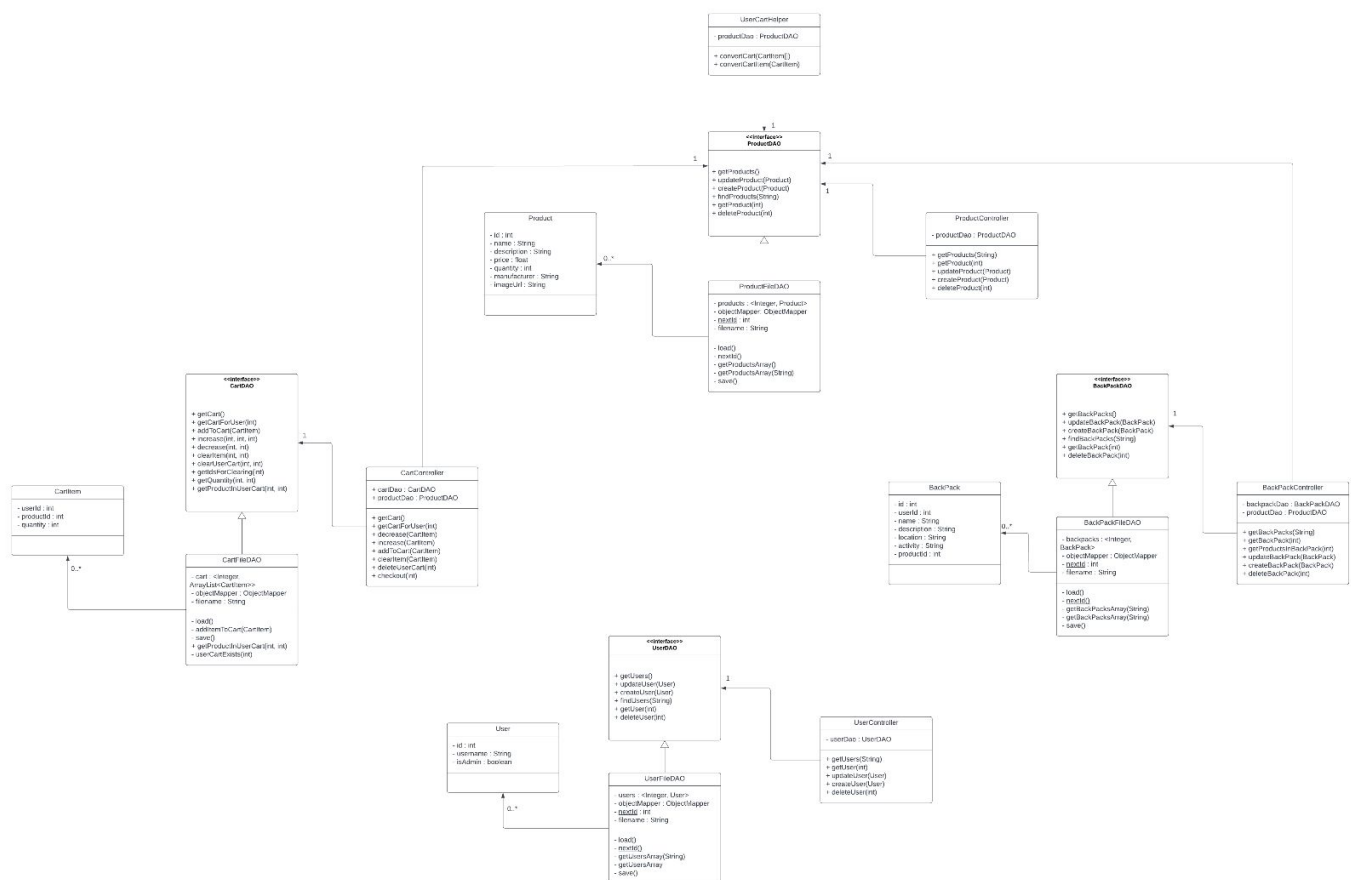 UserCartHelper
- productDao : ProductDAO
+ convertCart(CartItem[])
+ convertCartItem(CartItem)
1
<<interface>>
ProductDAO
+ getProducts()
+ updateProduct(Product)
+ createProduct(Product)
+ findProducts(String)
+ getProduct(int)
+ deleteProduct(int)
1
1
1
Product
- id : int
- name : String
- description : String
- price : float
- quantity : int
- manufacturer : String
- imageUrl : String
0..*
ProductController
- productDao : ProductDAO
+ getProducts(String)
+ getProduct(int)
+ updateProduct(Product)
+ createProduct(Product)
+ deleteProduct(int)
ProductFileDAO
- products : <Integer, Product>
- objectMapper: ObjectMapper
- nextId : int
- filename : String
- load()
- nextId()
- getProductsArray()
- getProductsArray(String)
- save()
<<interface>>
CartDAO
+ getCart()
+ getCartForUser(int)
+ addToCart(CartItem)
+ increase(int, int, int)
+ decrease(int, int)
+ clearItem(int, int)
+ clearUserCart(int, int)
+ getIdsForClearing(int)
+ getQuantity(int, int)
+ getProductInUserCart(int, int)
1
CartController
+ cartDao : CartDAO
+ productDao : ProductDAO
+ getCart()
+ getCartForUser(int)
+ decrease(CartItem)
+ increase(CartItem)
+ addToCart(CartItem)
+ clearItem(CartItem)
+ deleteUserCart(int)
+ checkout(int)
CartItem
- userId : int
- productId : int
- quantity : int
0..*
CartFileDAO
- cart : <Integer,
ArrayList<CartItem>>
- objectMapper : ObjectMapper
- filename : String
- load()
- addItemToCart(CartItem)
- save()
+ getProductInUserCart(int, int)
- userCartExists(int)
<<interface>>
BackPackDAO
+ getBackPacks()
+ updateBackPack(BackPack)
+ createBackPack(BackPack)
+ findBackPacks(String)
+ getBackPack(int)
+ deleteBackPack(int)
1
BackPack
- id : int
- userId : int
- name : String
- description : String
- location : String
- activity : String
- productId : int
0..*
BackPackFileDAO
- backpacks : <Integer,
BackPack>
- objectMapper : ObjectMapper
- nextId : int
- filename : String
- load()
- nextId()
- getBackPacksArray(String)
- getBackPacksArray(String)
- save()
BackPackController
- backpackDao : BackPackDAO
- productDao : ProductDAO
+ getBackPacks(String)
+ getBackPack(int)
+ getProductsInBackPack(int)
+ updateBackPack(BackPack)
+ createBackPack(BackPack)
+ deleteBackPack(int)
<<interface>>
UserDAO
+ getUsers()
+ updateUser(User)
+ createUser(User)
+ findUsers(String)
+ getUser(int)
+ deleteUser(int)
1
User
- id : int
- username : String
- isAdmin : boolean
0..*
UserController
- userDao : UserDAO
+ getUsers(String)
+ getUser(int)
+ updateUser(User)
+ createUser(User)
+ deleteUser(int)
UserFileDAO
- users : <Integer, User>
- objectMapper : ObjectMapper
- nextId : int
- filename : String
- load()
- nextId()
- getUsersArray(String)
- getUsersArray
- save()